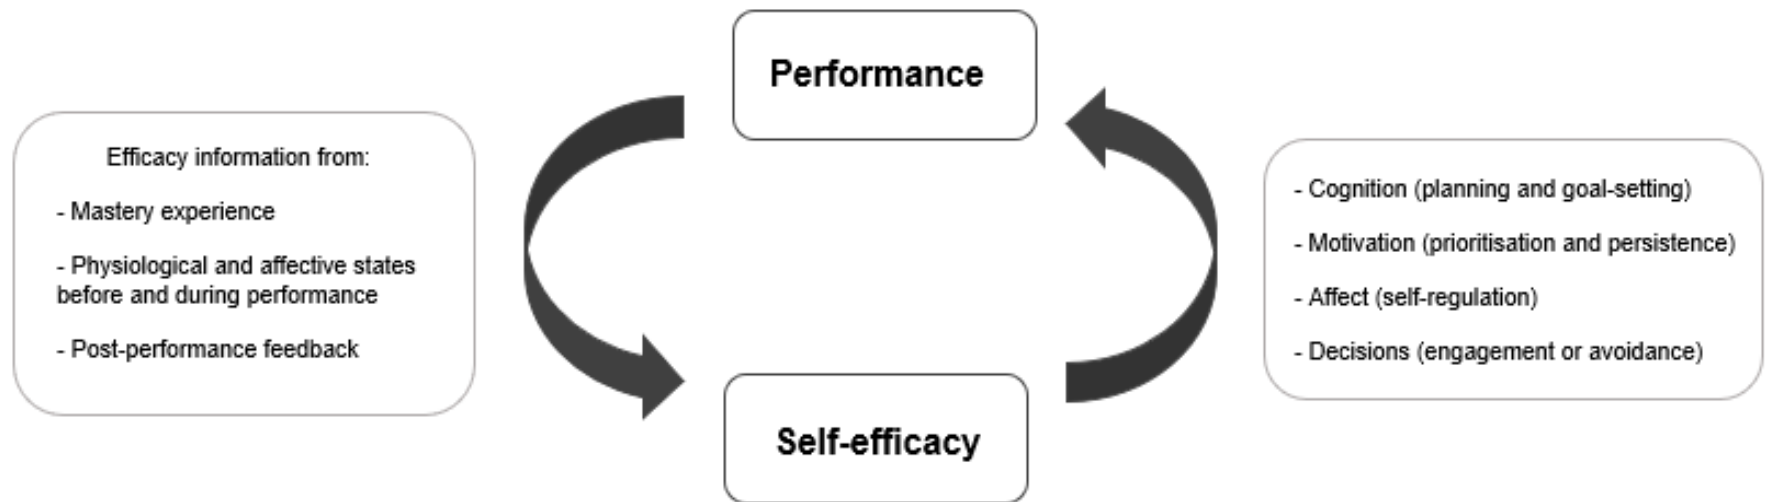 Performance
Efficacy information from:
- Mastery experience
- Physiological and affective states
before and during performance
- Post-performance feedback
- Cognition (planning and goal-setting)
- Motivation (prioritisation and persistence)
- Affect (self-regulation)
- Decisions (engagement or avoidance)
Self-efficacy